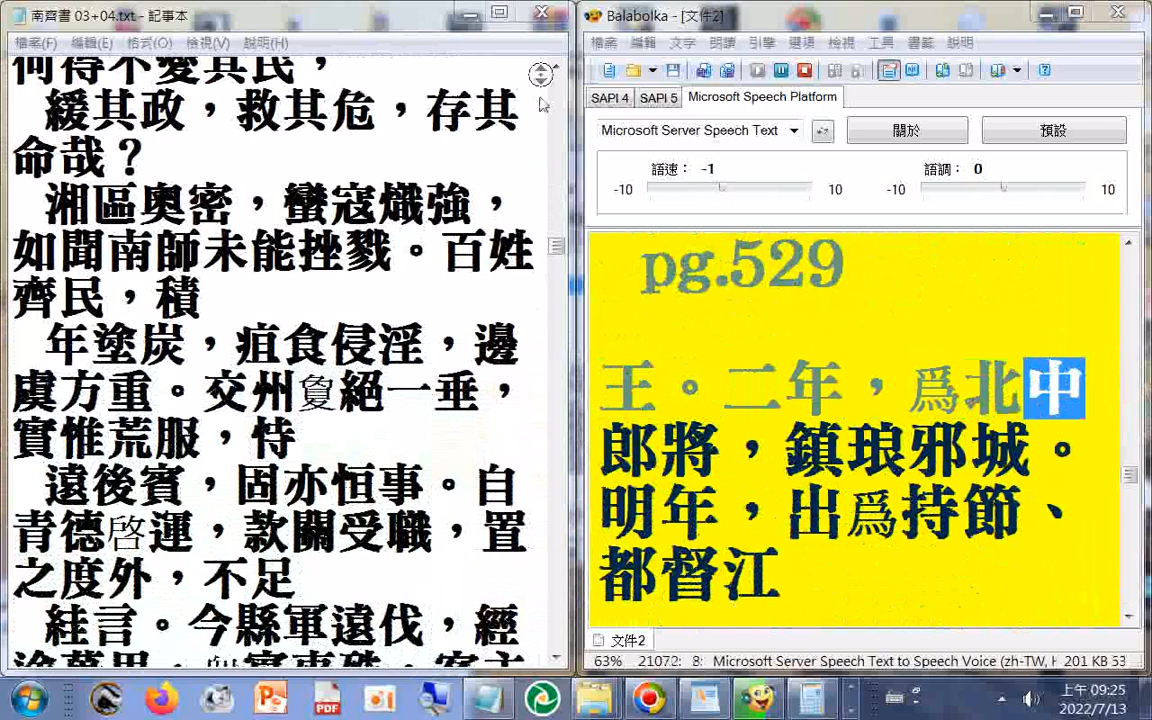 南齊書 03+04.txt - 記事本
檔案(F) 編輯(E) 格式(O) 檢視(V) 說明(H)
何得不愛其民，
緩其政，救其危，存其
命哉？
湘區奧密，蠻寇熾強，
如聞南師未能挫戮。百姓
齊民，積
年塗炭，疽食侵淫，邊
虞方重。交州敻絕一垂，
實惟荒服，恃
遠後賓，固亦恒事。自
青德啓運，款關受職，置
之度外，不足
絓言。今縣軍遠伐，經
Balabolka - [文件2]
檔案 編輯 文字 朗讀 引擎 選項 檢視 工具 書籤 說明
SAPI 4 SAPI 5 Microsoft Speech Platform
Microsoft Server Speech Text 關於 預設
語速： -1 語調： 0
-10 10 -10 10
pg.529
王。二年，爲北中
郎將，鎮琅邪城。
明年，出爲持節、
都督江
文件2
63% 21072: 8: Microsoft Server Speech Text to Speech Voice (zh-TW, H 201 KB 53
上午 09:25
2022/7/13